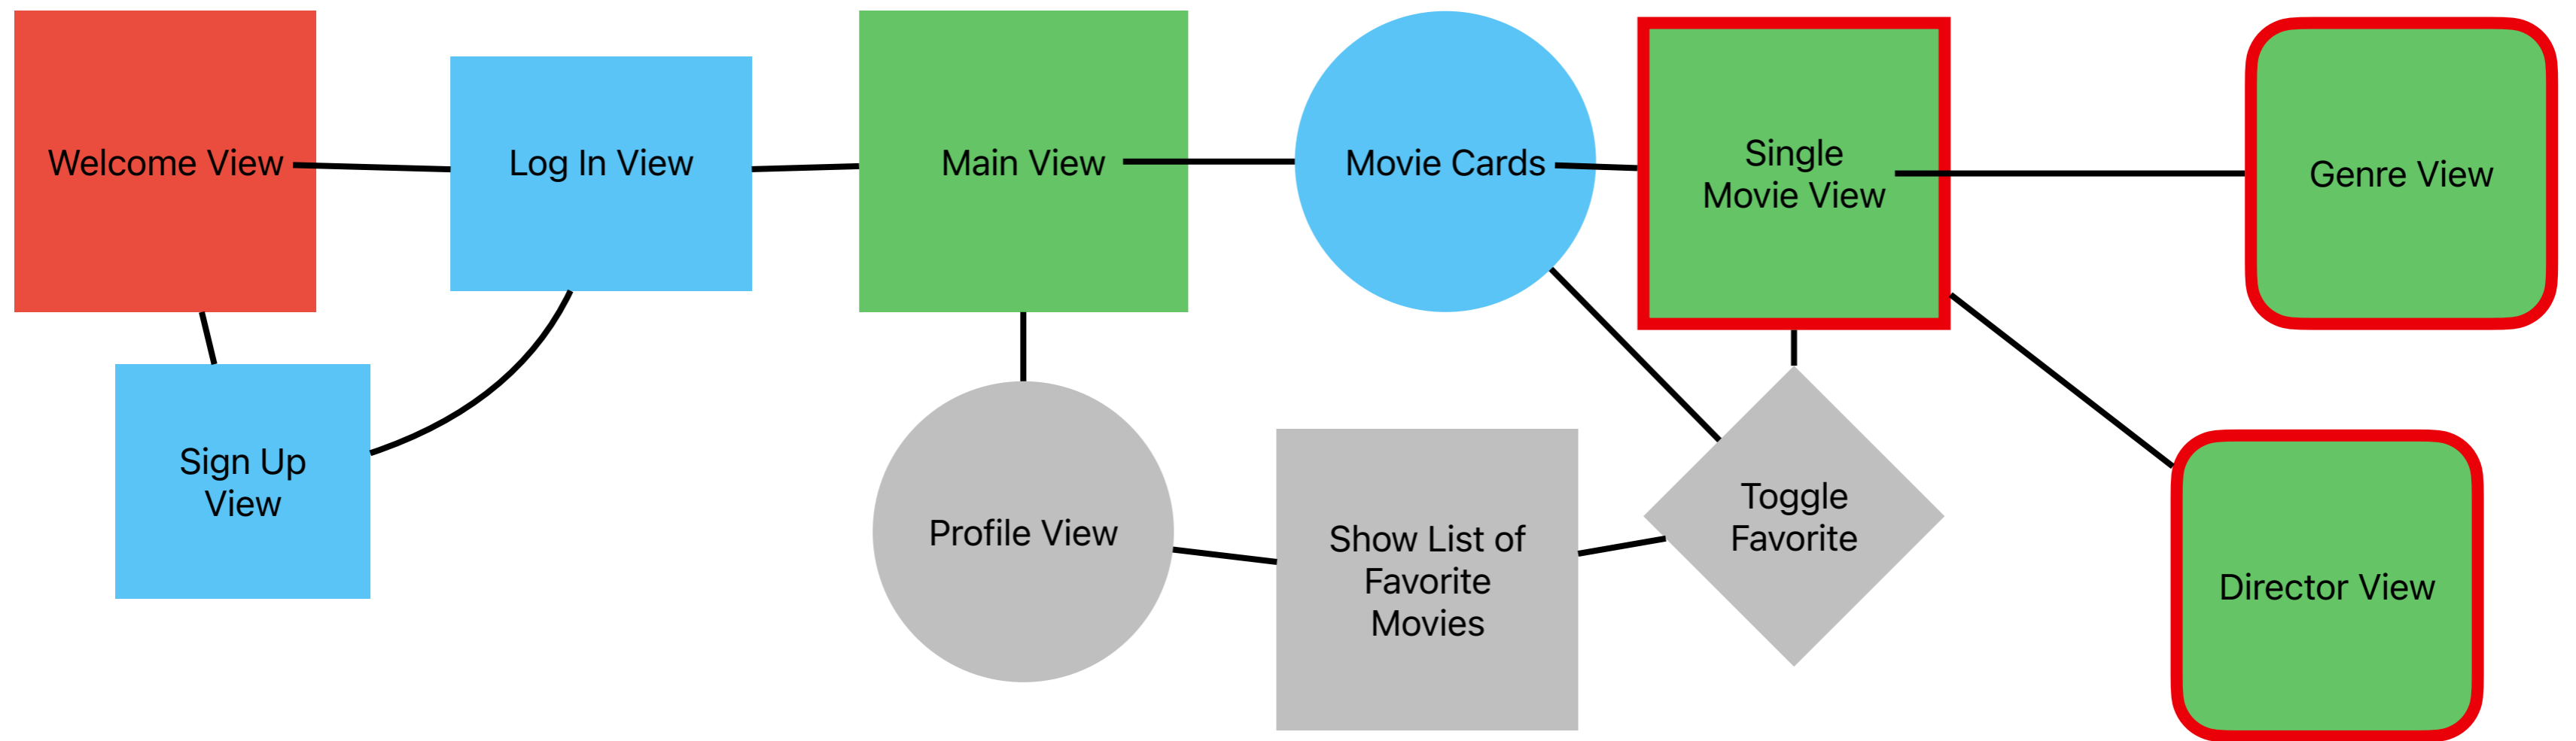 Welcome View
Log In View
Main View
Movie Cards
Single
Movie View
Genre View
Sign Up
View
Profile View
Show List of
Favorite
Movies
Toggle
Favorite
Director View